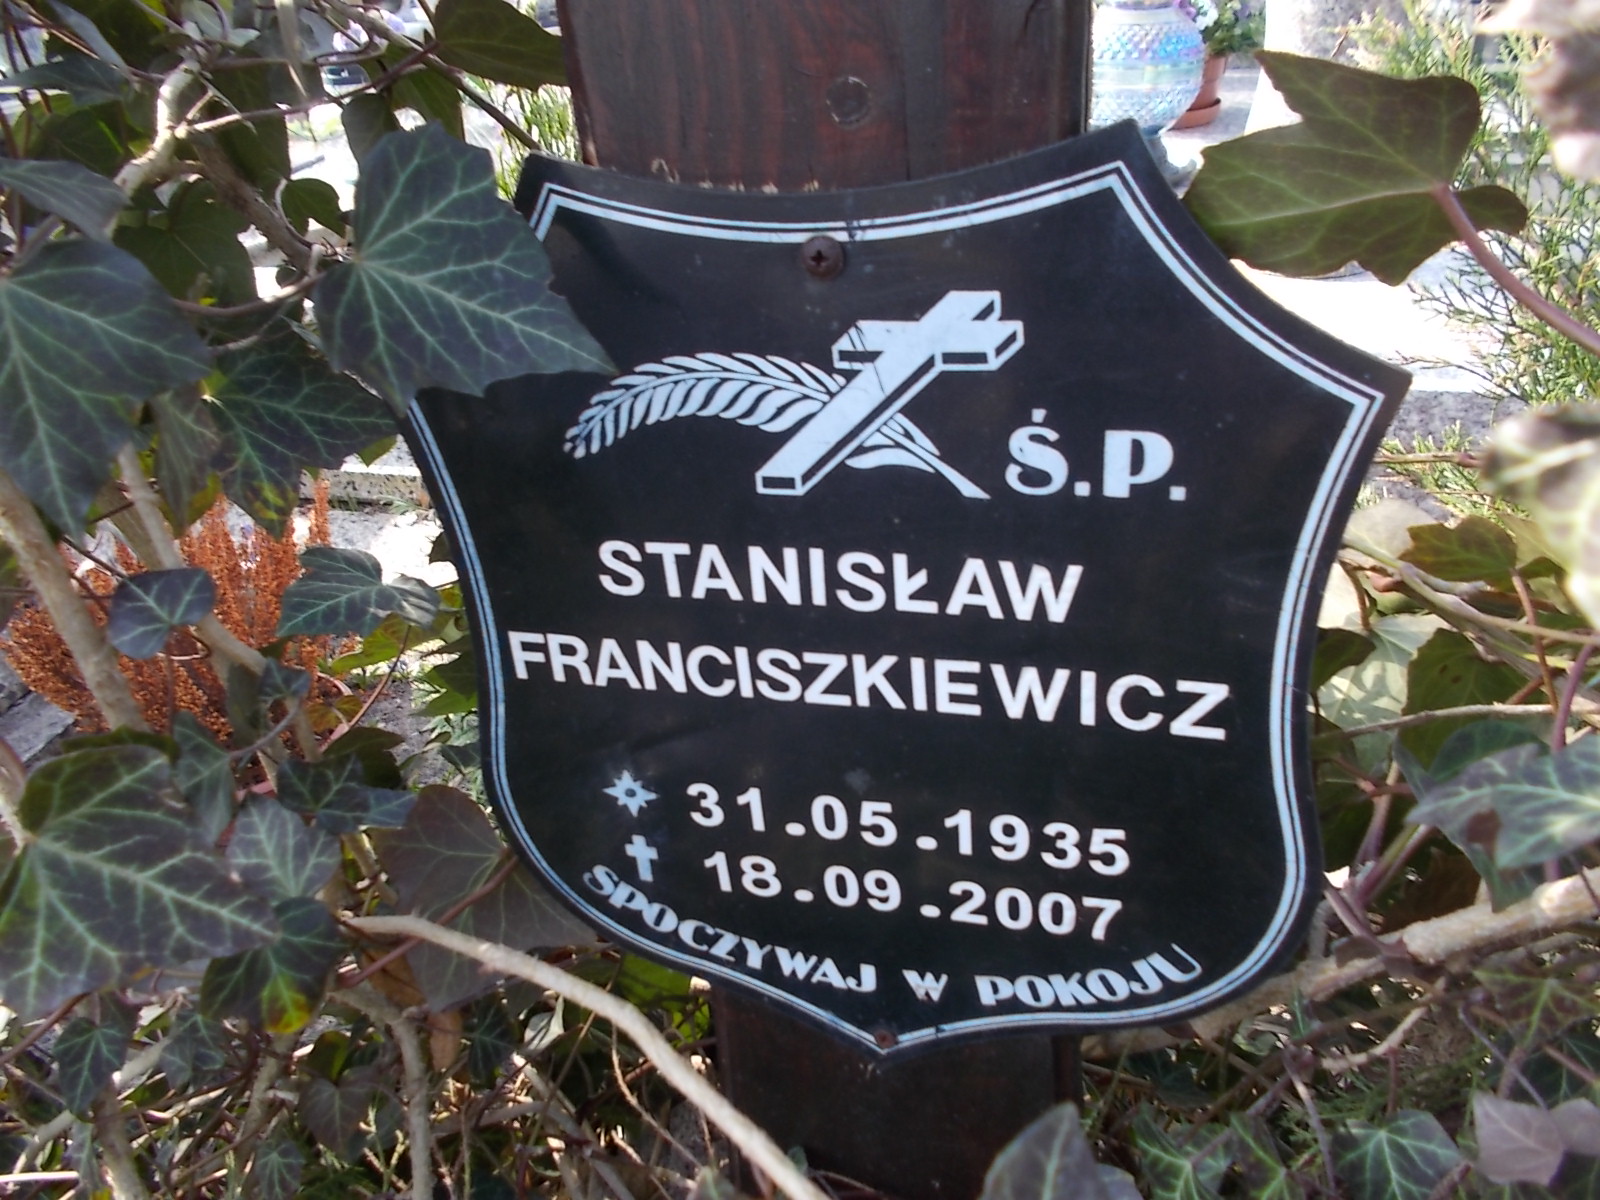 Ś.P.
STANISŁAW
FRANCISZKIEWICZ
31.05.1935
18.09.2007
SPOCZYWAJ W POKOJU